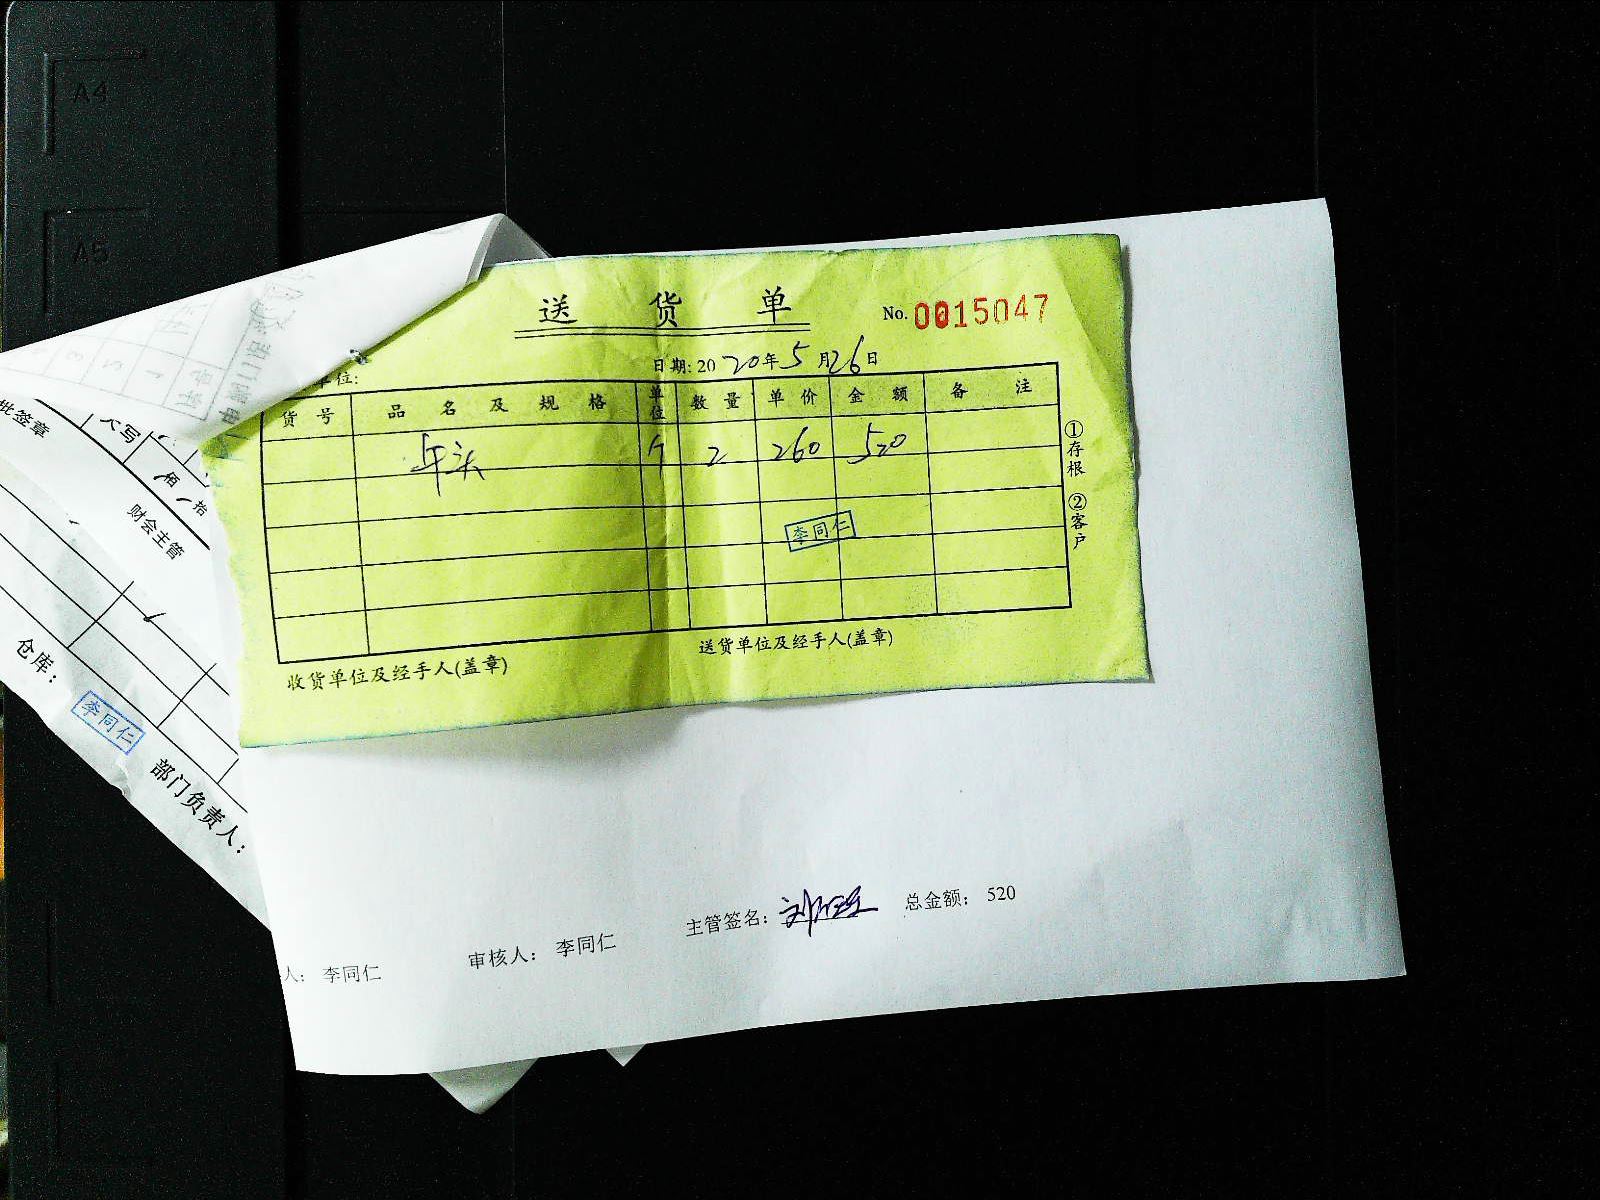 A4
A5
送货单
No. 0015047
单位:
日期: 2020年5月26日
货号 品名及规格 单位 数量 单价 金额 备注
个 2 260 520
①存根 ②客户
李同仁
收货单位及经手人(盖章)
送货单位及经手人(盖章)
批签章
大写
佰 拾
财会主管
仓库:
李同仁
部门负责人:
人: 李同仁
审核人: 李同仁
主管签名:
总金额: 520